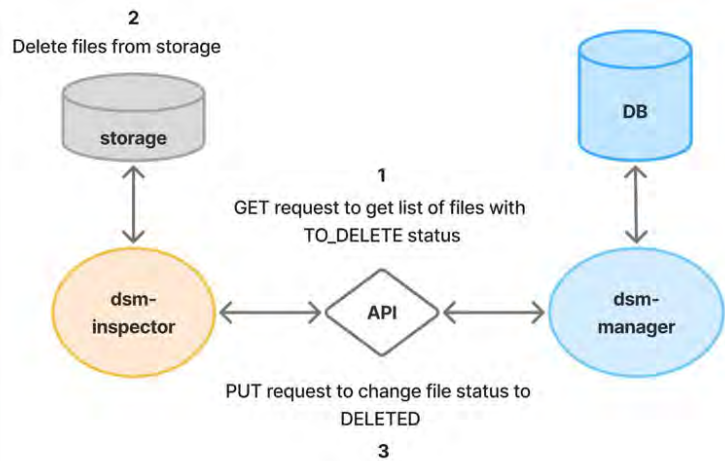 2
Delete files from storage
storage
DB
1
GET request to get list of files with
TO_DELETE status
dsm-
inspector
API
dsm-
manager
PUT request to change file status to
DELETED
3